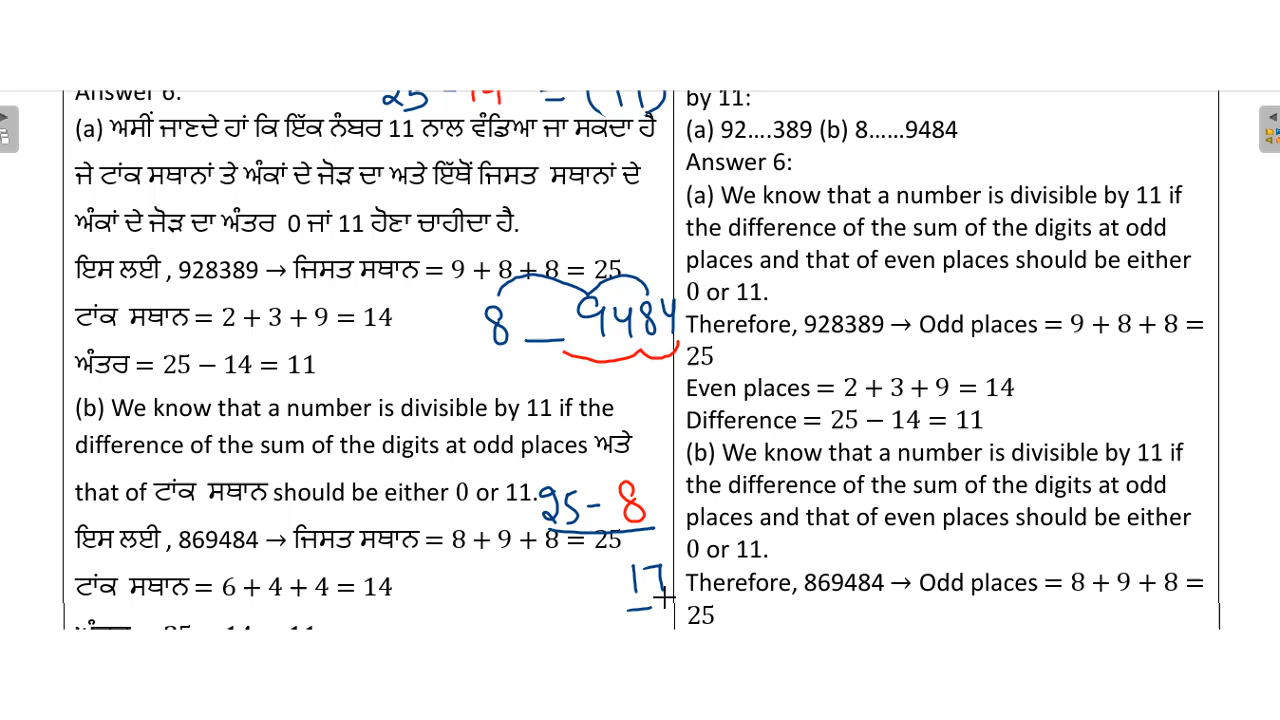 Answer 6:
25 - 14 = (11)
(a) ਅਸੀਂ ਜਾਣਦੇ ਹਾਂ ਕਿ ਇੱਕ ਨੰਬਰ 11 ਨਾਲ ਵੰਡਿਆ ਜਾ ਸਕਦਾ ਹੈ
ਜੇ ਟਾਂਕ ਸਥਾਨਾਂ ਤੇ ਅੰਕਾਂ ਦੇ ਜੋੜ ਦਾ ਅਤੇ ਇੱਥੋਂ ਜਿਸਤ ਸਥਾਨਾਂ ਦੇ
ਅੰਕਾਂ ਦੇ ਜੋੜ ਦਾ ਅੰਤਰ 0 ਜਾਂ 11 ਹੋਣਾ ਚਾਹੀਦਾ ਹੈ.
ਇਸ ਲਈ , 928389 → ਜਿਸਤ ਸਥਾਨ = 9 + 8 + 8 = 25
8 __ 9484
ਟਾਂਕ ਸਥਾਨ = 2 + 3 + 9 = 14
ਅੰਤਰ = 25 − 14 = 11
(b) We know that a number is divisible by 11 if the
difference of the sum of the digits at odd places ਅਤੇ
that of ਟਾਂਕ ਸਥਾਨ should be either 0 or 11.
25 - 8
ਇਸ ਲਈ , 869484 → ਜਿਸਤ ਸਥਾਨ = 8 + 9 + 8 = 25
17
ਟਾਂਕ ਸਥਾਨ = 6 + 4 + 4 = 14
ਅੰਤਰ = 25 − 14 = 11
by 11:
(a) 92....389 (b) 8......9484
Answer 6:
(a) We know that a number is divisible by 11 if
the difference of the sum of the digits at odd
places and that of even places should be either
0 or 11.
Therefore, 928389 → Odd places = 9 + 8 + 8 =
25
Even places = 2 + 3 + 9 = 14
Difference = 25 − 14 = 11
(b) We know that a number is divisible by 11 if
the difference of the sum of the digits at odd
places and that of even places should be either
0 or 11.
Therefore, 869484 → Odd places = 8 + 9 + 8 =
25